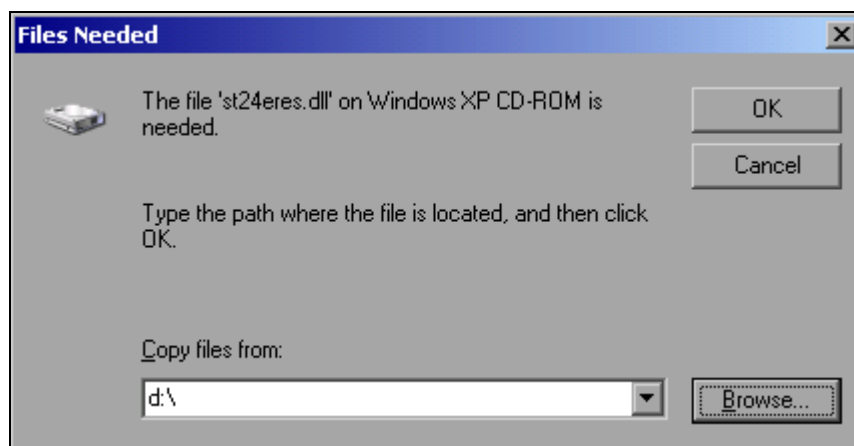 Files Needed
The file 'st24eres.dll' on Windows XP CD-ROM is
needed.
OK
Cancel
Type the path where the file is located, and then click
OK.
Copy files from:
d:\
Browse...